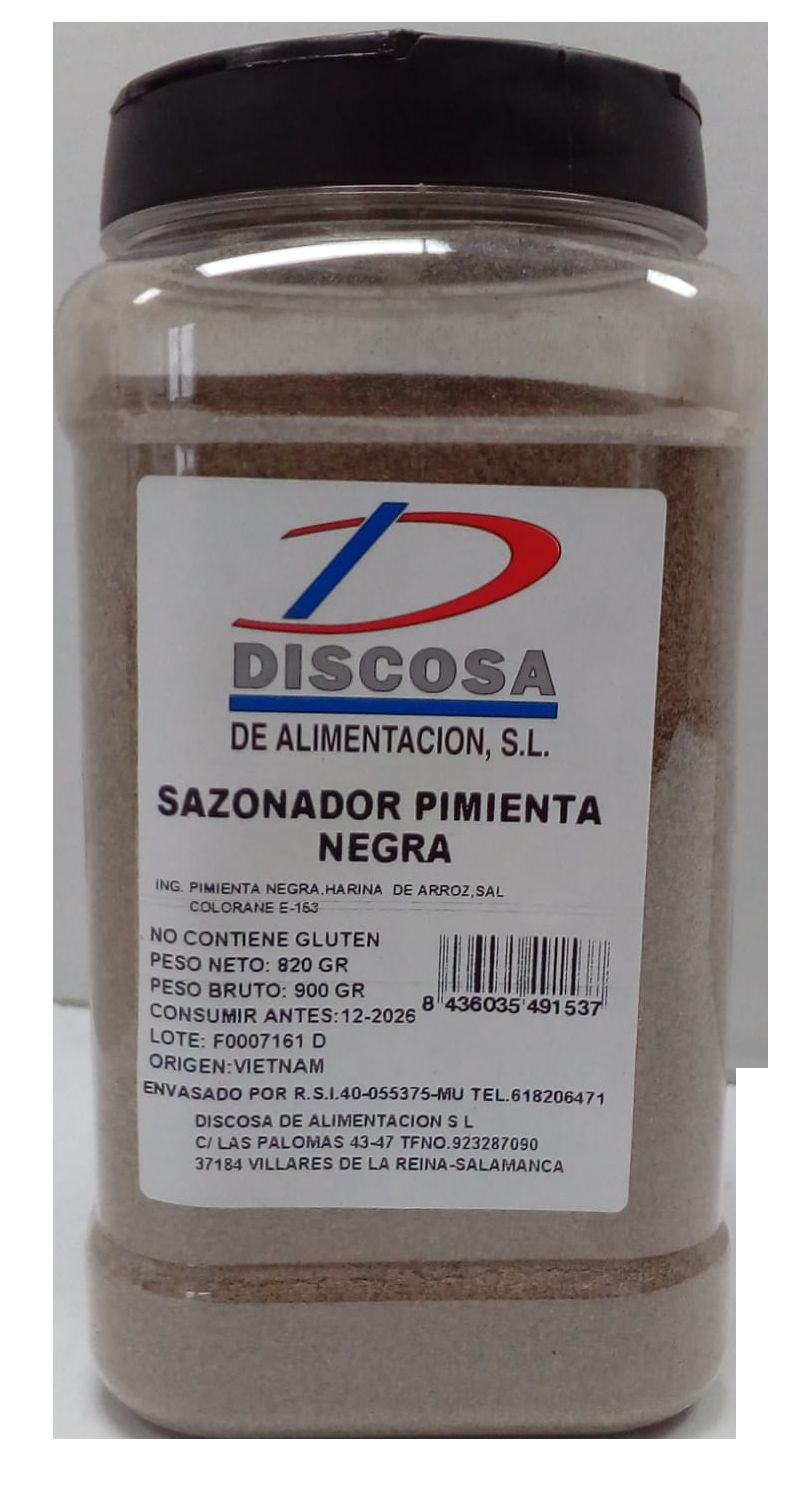 DISCOSA
DE ALIMENTACION, S.L.
SAZONADOR PIMIENTA
NEGRA
ING. PIMIENTA NEGRA,HARINA DE ARROZ,SAL
COLORANE E-163
NO CONTIENE GLUTEN
PESO NETO: 820 GR
PESO BRUTO: 900 GR
CONSUMIR ANTES:12-2026
LOTE: F0007161 D
ORIGEN:VIETNAM
8 436035 491537
ENVASADO POR R.S.I.40-055375-MU TEL.618206471
DISCOSA DE ALIMENTACION S L
C/ LAS PALOMAS 43-47 TFNO.923287090
37184 VILLARES DE LA REINA-SALAMANCA